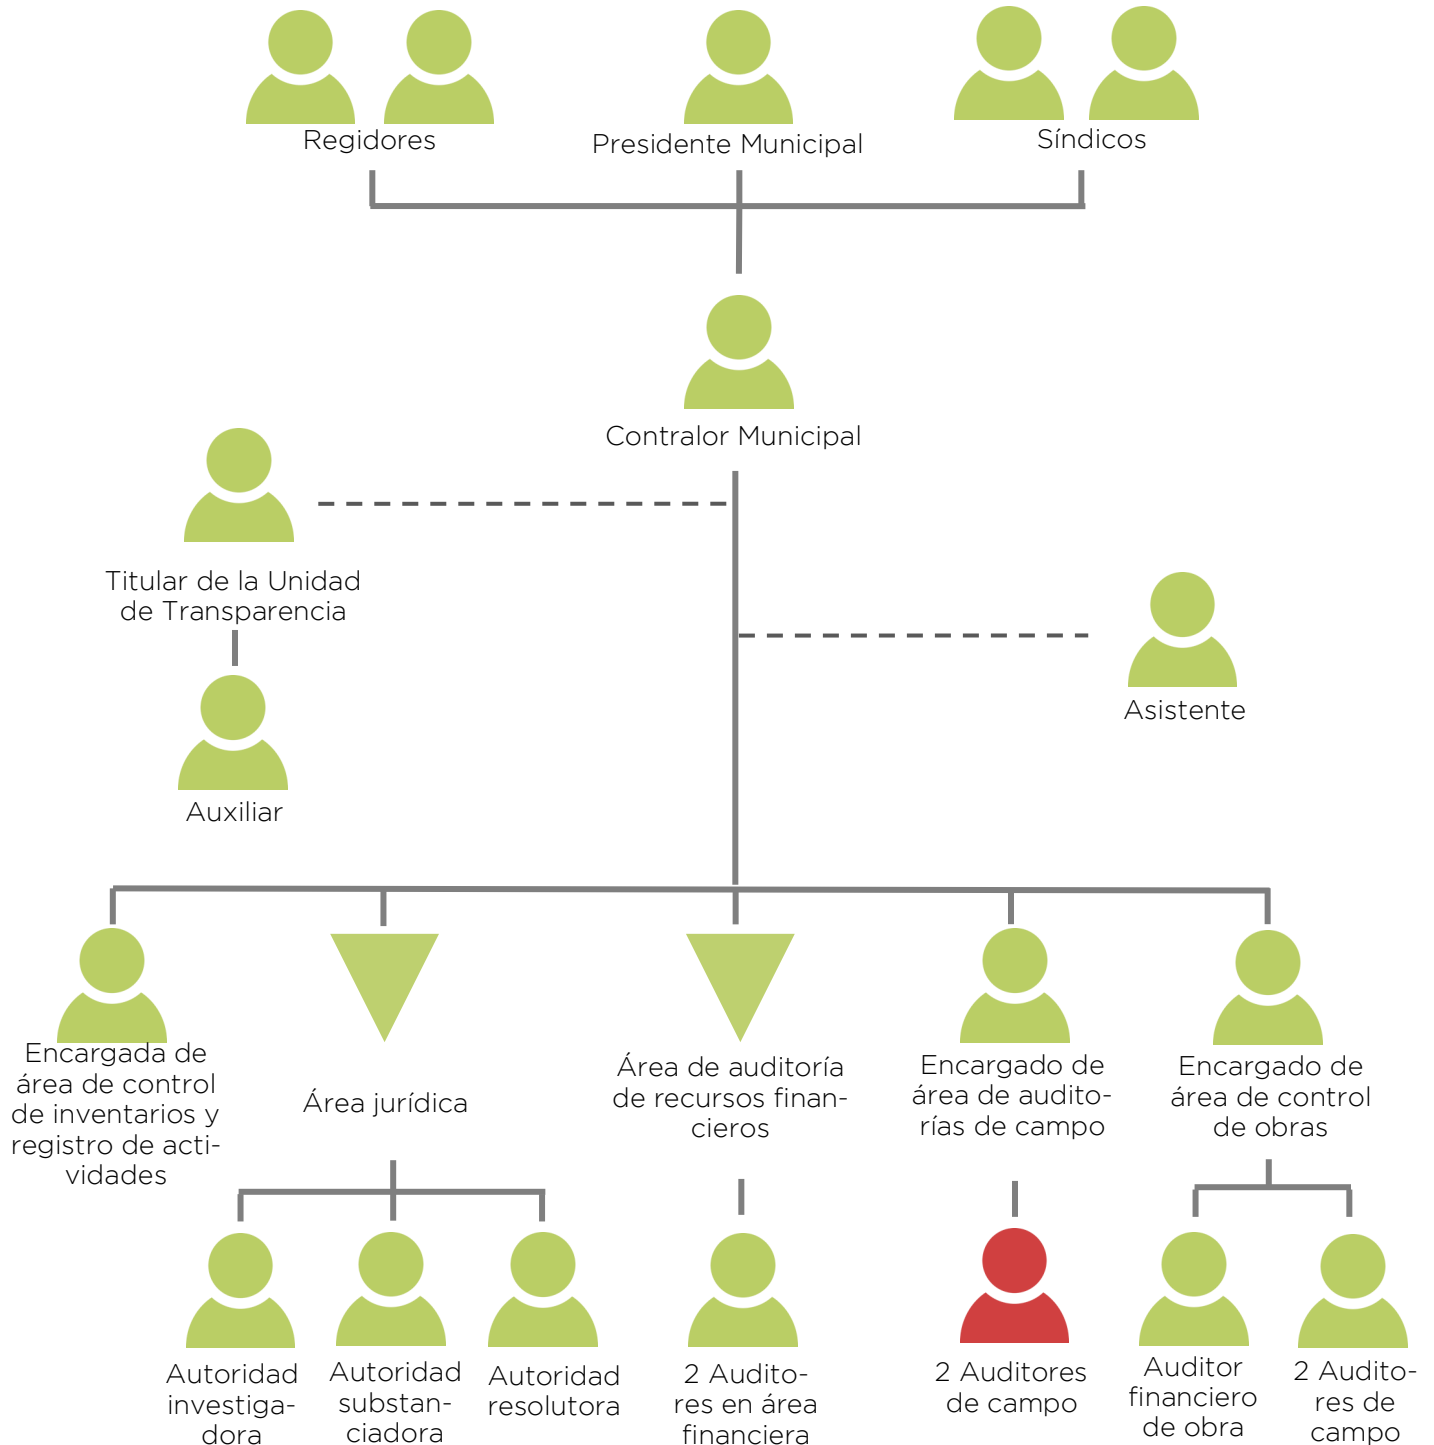 Regidores
Presidente Municipal
Síndicos
Contralor Municipal
Titular de la Unidad
de Transparencia
Asistente
Auxiliar
Encargada de
área de control
de inventarios y
registro de acti-
vidades
Área jurídica
Área de auditoría
de recursos finan-
cieros
Encargado de
área de audito-
rías de campo
Encargado de
área de control
de obras
Autoridad
investiga-
dora
Autoridad
substan-
ciadora
Autoridad
resolutora
2 Audito-
res en área
financiera
2 Auditores
de campo
Auditor
financiero
de obra
2 Audito-
res de
campo